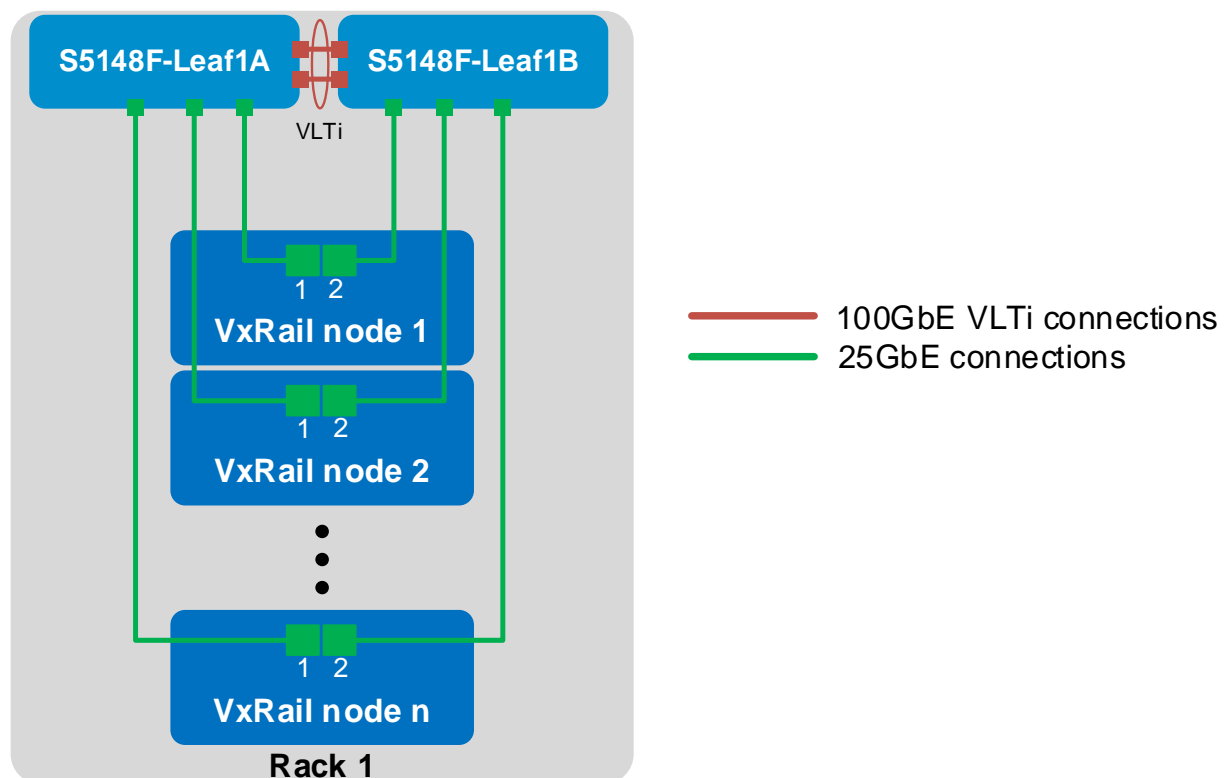 S5148F-Leaf1A
S5148F-Leaf1B
VLTi
1 2
VxRail node 1
1 2
VxRail node 2
1 2
VxRail node n
Rack 1
100GbE VLTi connections
25GbE connections